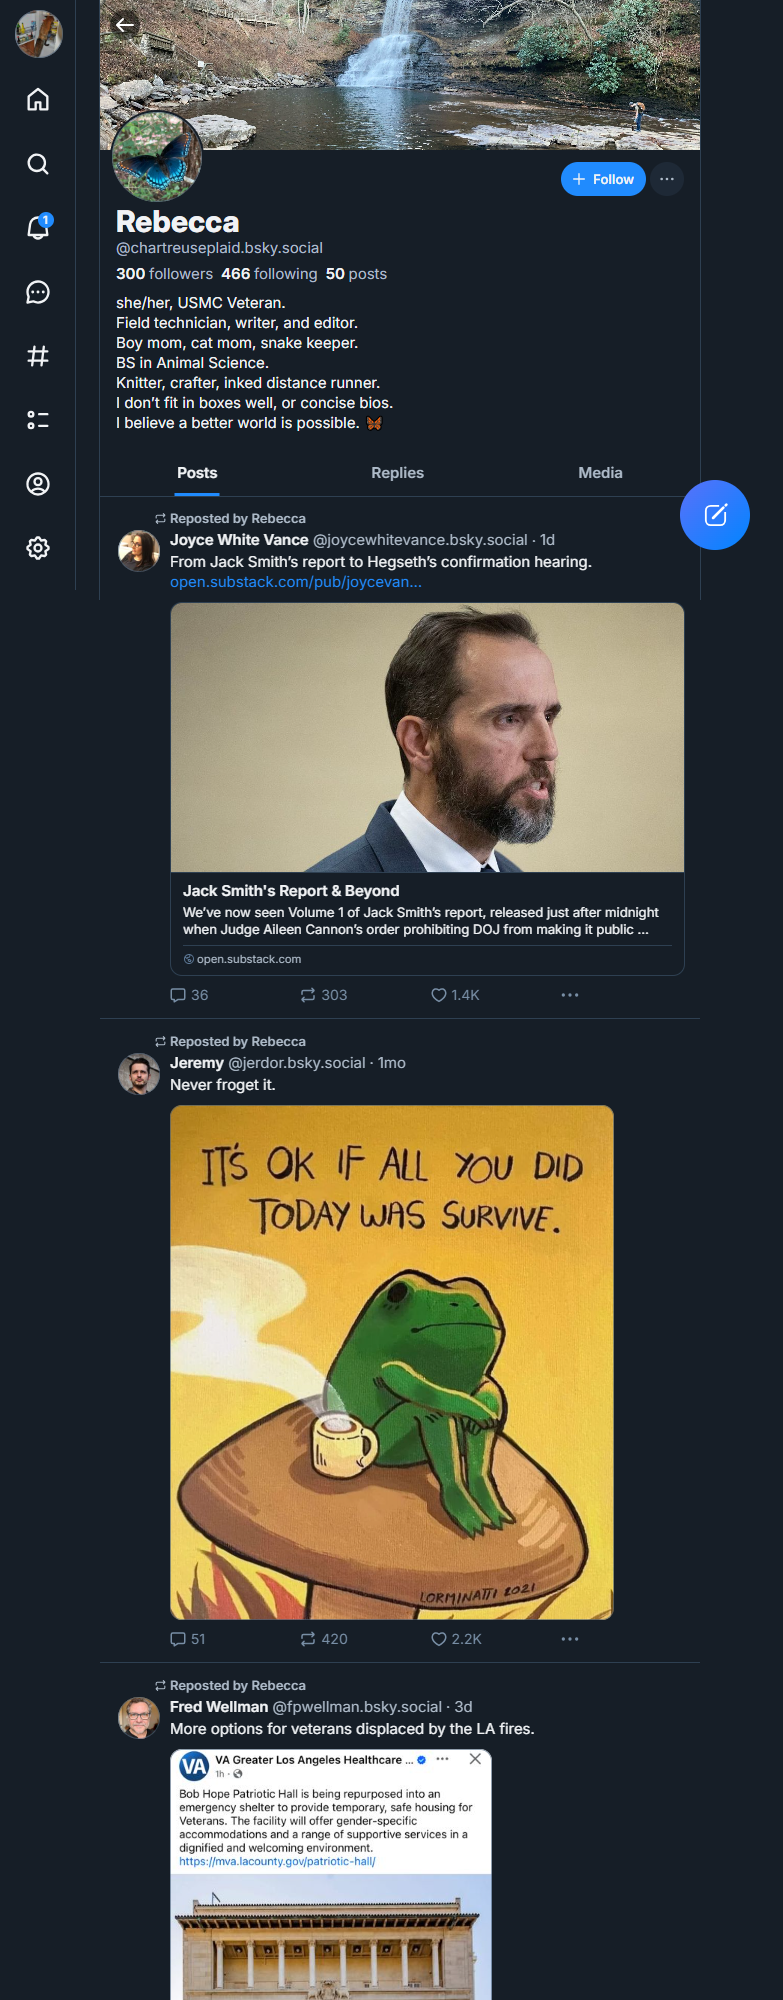 1
+ Follow
Rebecca
@chartreuseplaid.bsky.social
300 followers 466 following 50 posts
she/her, USMC Veteran.
Field technician, writer, and editor.
Boy mom, cat mom, snake keeper.
BS in Animal Science.
Knitter, crafter, inked distance runner.
I don’t fit in boxes well, or concise bios.
I believe a better world is possible. 🦋
Posts Replies Media
Reposted by Rebecca
Joyce White Vance @joycewhitevance.bsky.social · 1d
From Jack Smith’s report to Hegseth’s confirmation hearing.
open.substack.com/pub/joycevan...
Jack Smith's Report & Beyond
We’ve now seen Volume 1 of Jack Smith’s report, released just after midnight
when Judge Aileen Cannon’s order prohibiting DOJ from making it public ...
open.substack.com
36 303 1.4K
Reposted by Rebecca
Jeremy @jerdor.bsky.social · 1mo
Never froget it.
IT'S OK IF ALL YOU DID
TODAY WAS SURVIVE.
LORMINATTI 2021
51 420 2.2K
Reposted by Rebecca
Fred Wellman @fpwellman.bsky.social · 3d
More options for veterans displaced by the LA fires.
VA
VA Greater Los Angeles Healthcare ...
1h ·
Bob Hope Patriotic Hall is being repurposed into an
emergency shelter to provide temporary, safe housing for
Veterans. The facility will offer gender-specific
accommodations and a range of supportive services in a
dignified and welcoming environment.
https://mva.lacounty.gov/patriotic-hall/